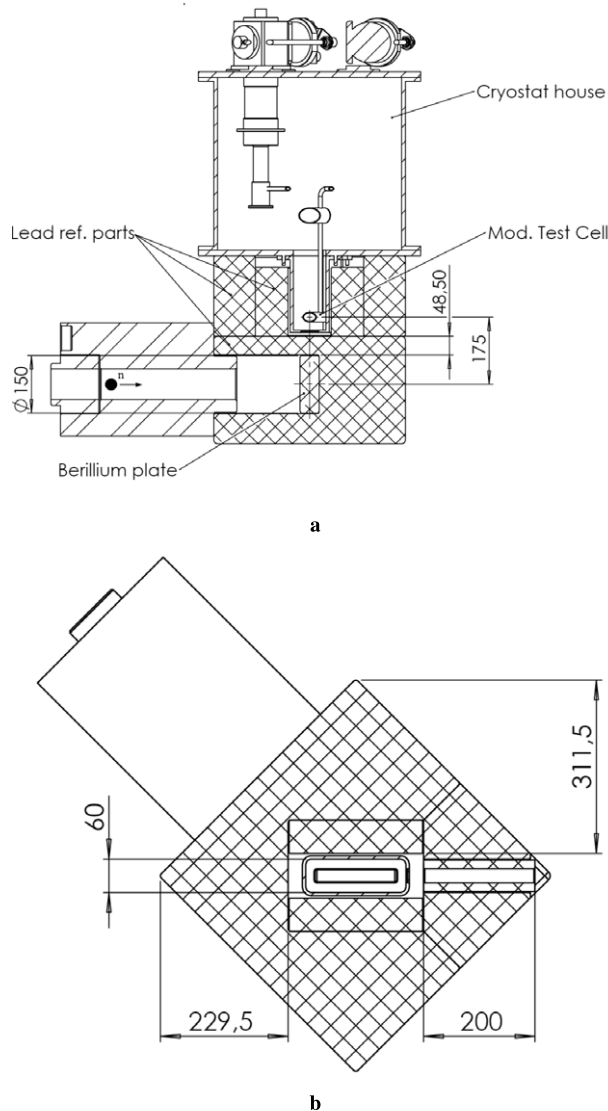 Cryostat house
Lead ref. parts
Mod. Test Cell
48,50
175
Ø 150
n
Berillium plate
a
60
311,5
229,5
200
b